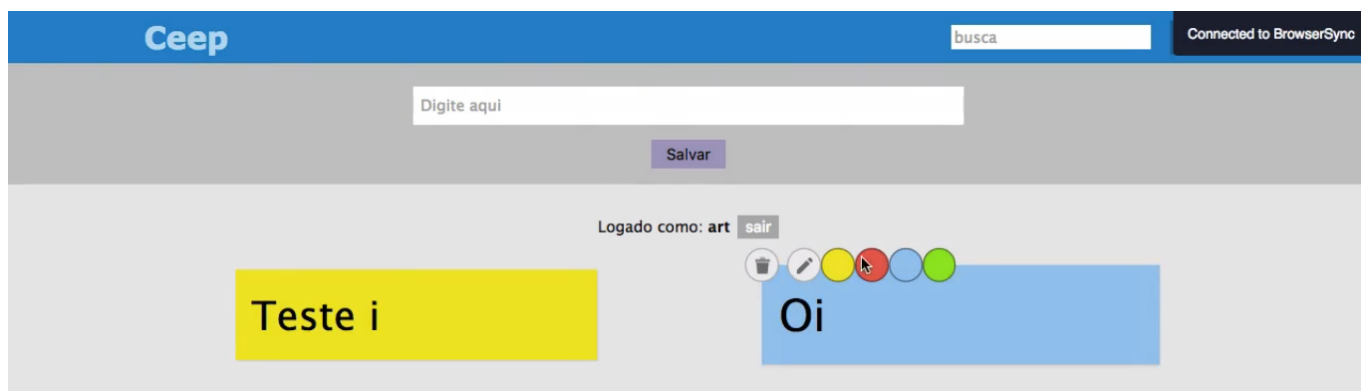 Ceep
busca
Connected to BrowserSync
Digite aqui
Salvar
Logado como: art sair
Teste i
Oi